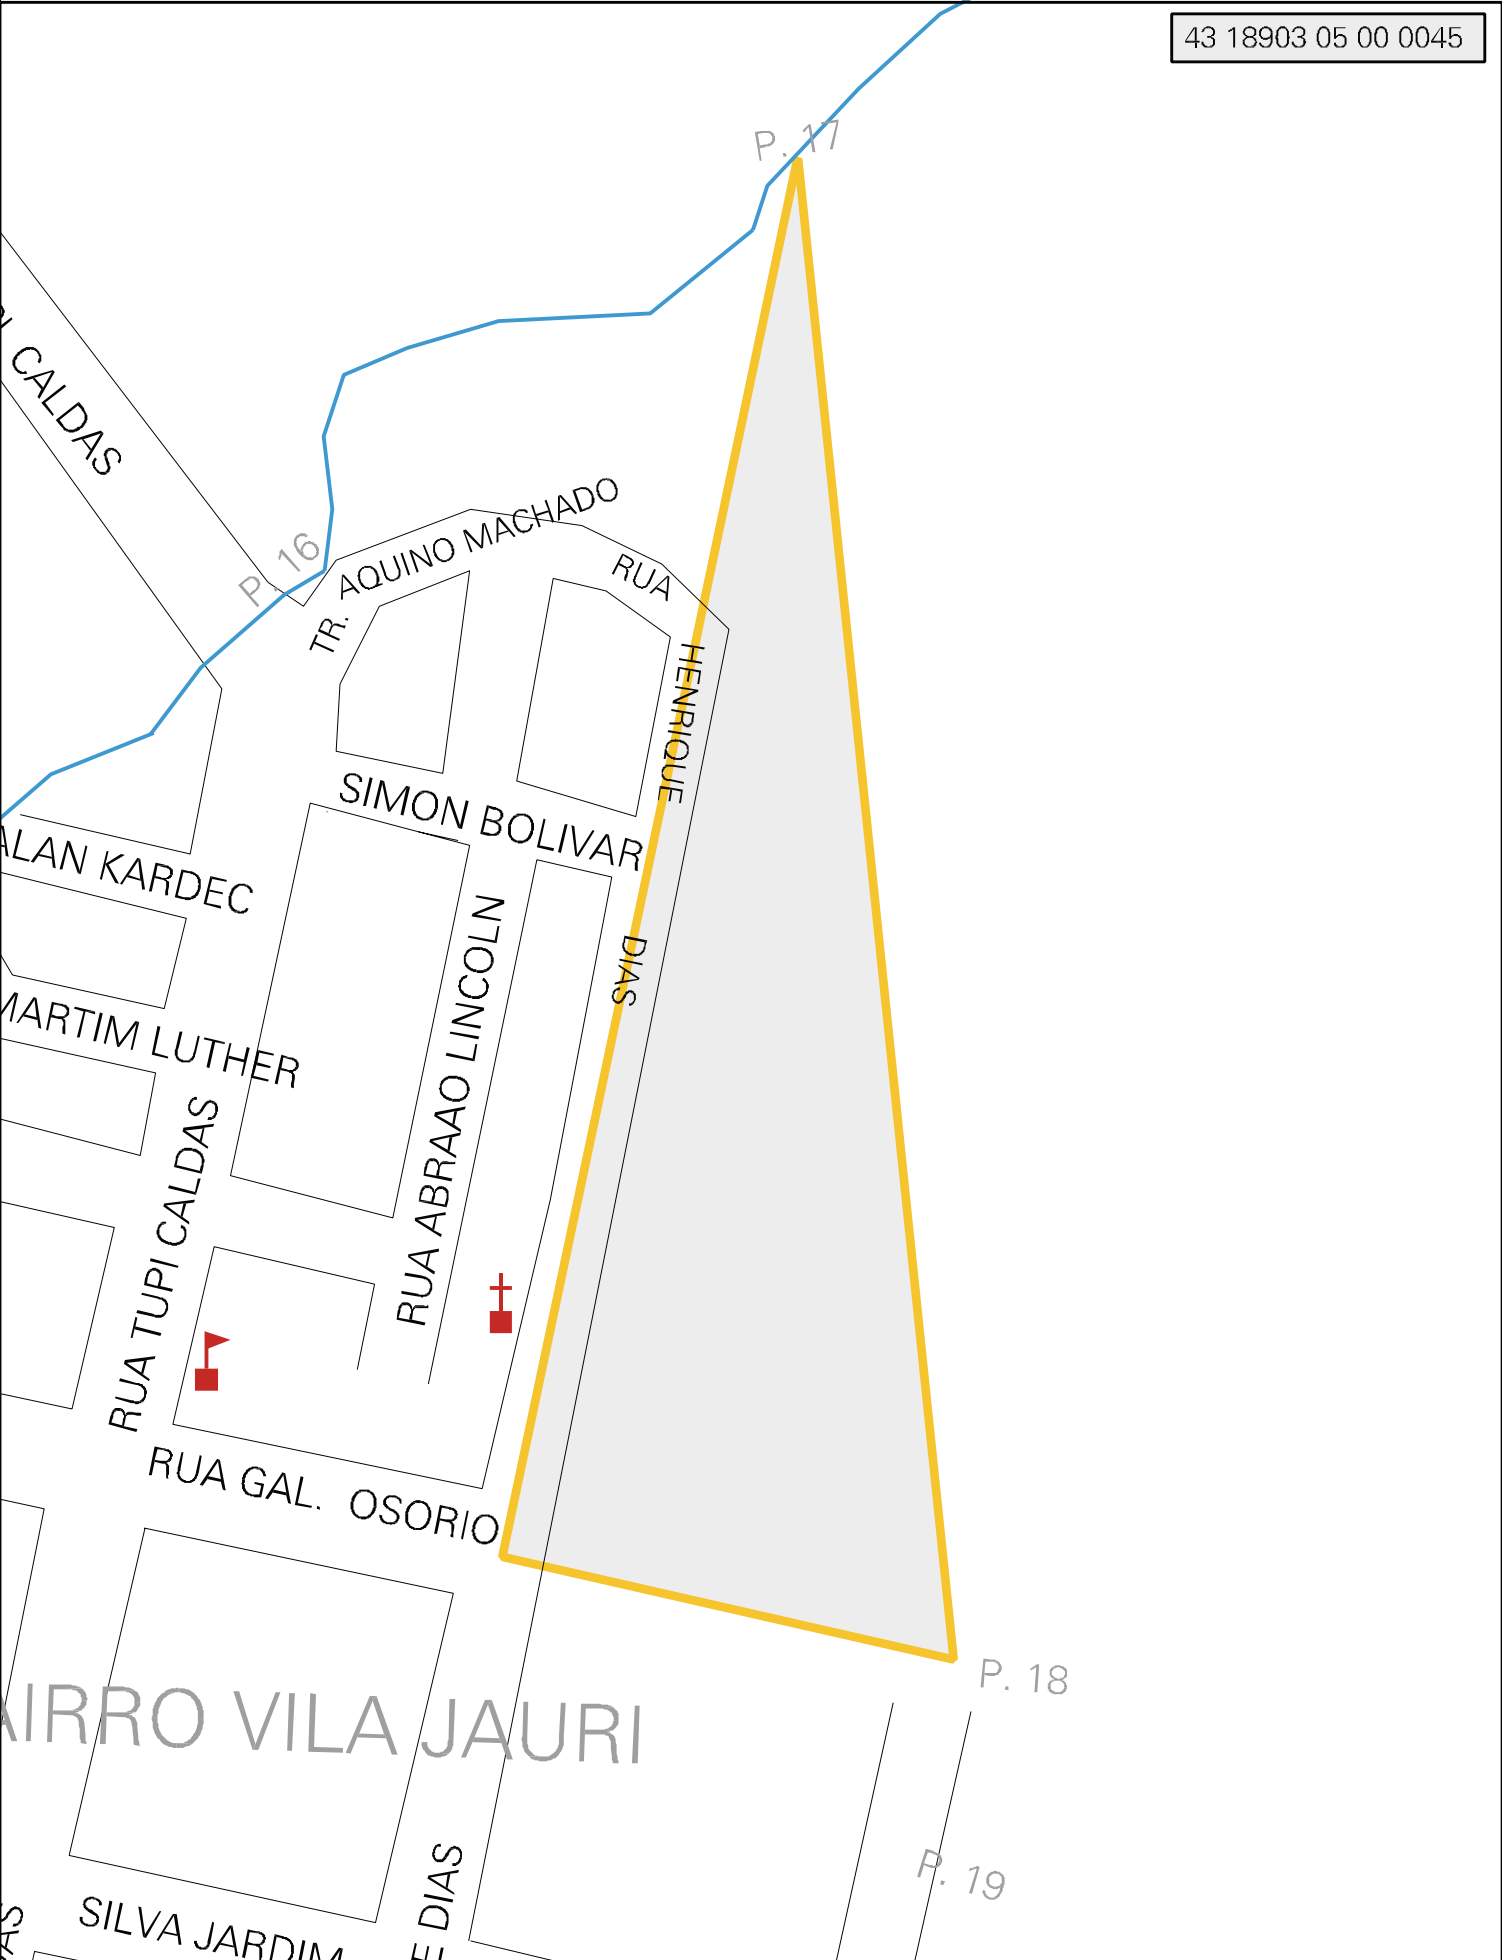 43 18903 05 00 0045
P. 17
CALDAS
P. 16
TR. AQUINO MACHADO
RUA HENRIQUE DIAS
SIMON BOLIVAR
ALAN KARDEC
MARTIM LUTHER
RUA ABRAAO LINCOLN
RUA TUPI CALDAS
RUA GAL. OSORIO
P. 18
AIRRO VILA JAURI
P. 19
E DIAS
SILVA JARDIM
AS